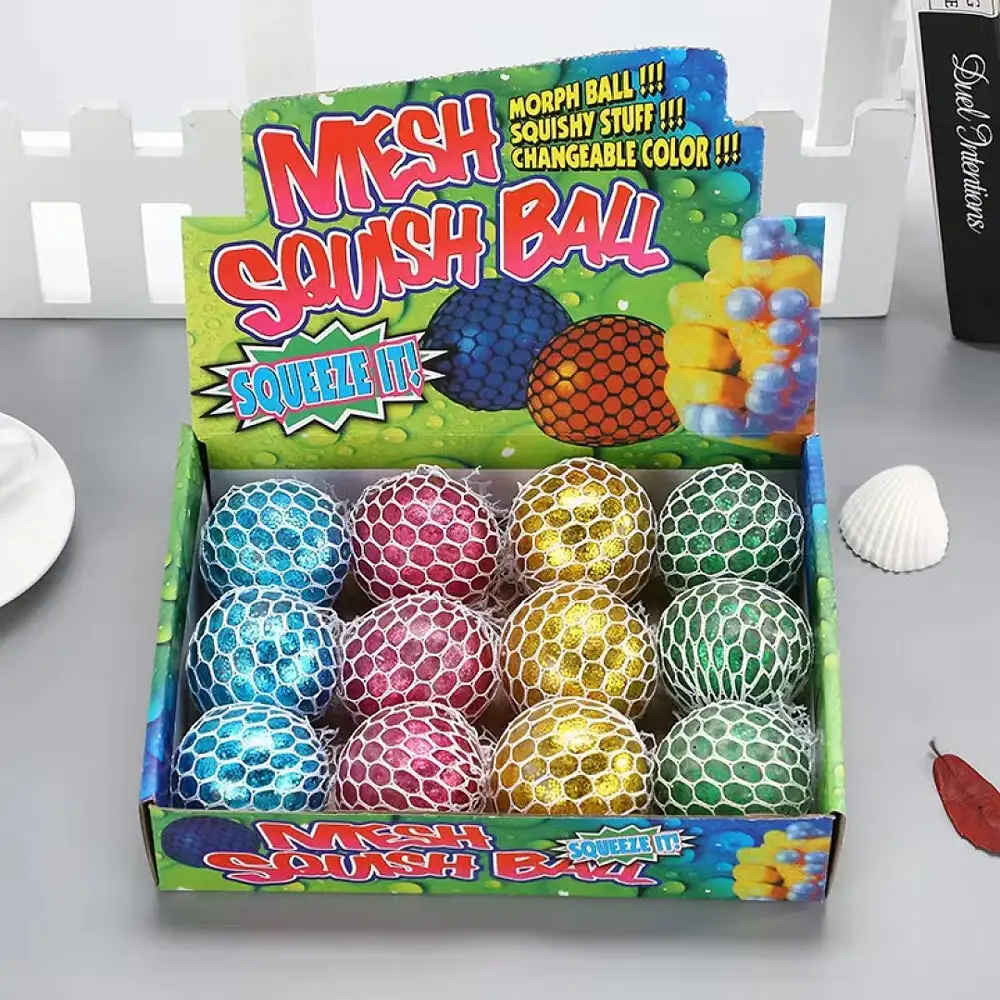 MORPH BALL !!!
SQUISHY STUFF !!!
CHANGEABLE COLOR !!!
MESH
SQUISH BALL
SQUEEZE IT!
Duel Intentions
MESH
SQUISH BALL
SQUEEZE IT!